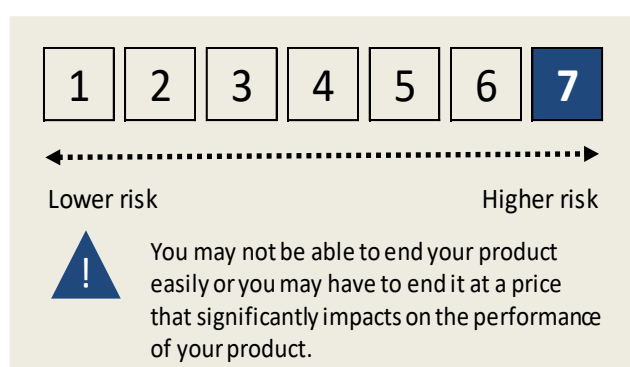 1 2 3 4 5 6 7
Lower risk Higher risk
!
You may not be able to end your product
easily or you may have to end it at a price
that significantly impacts on the performance
of your product.